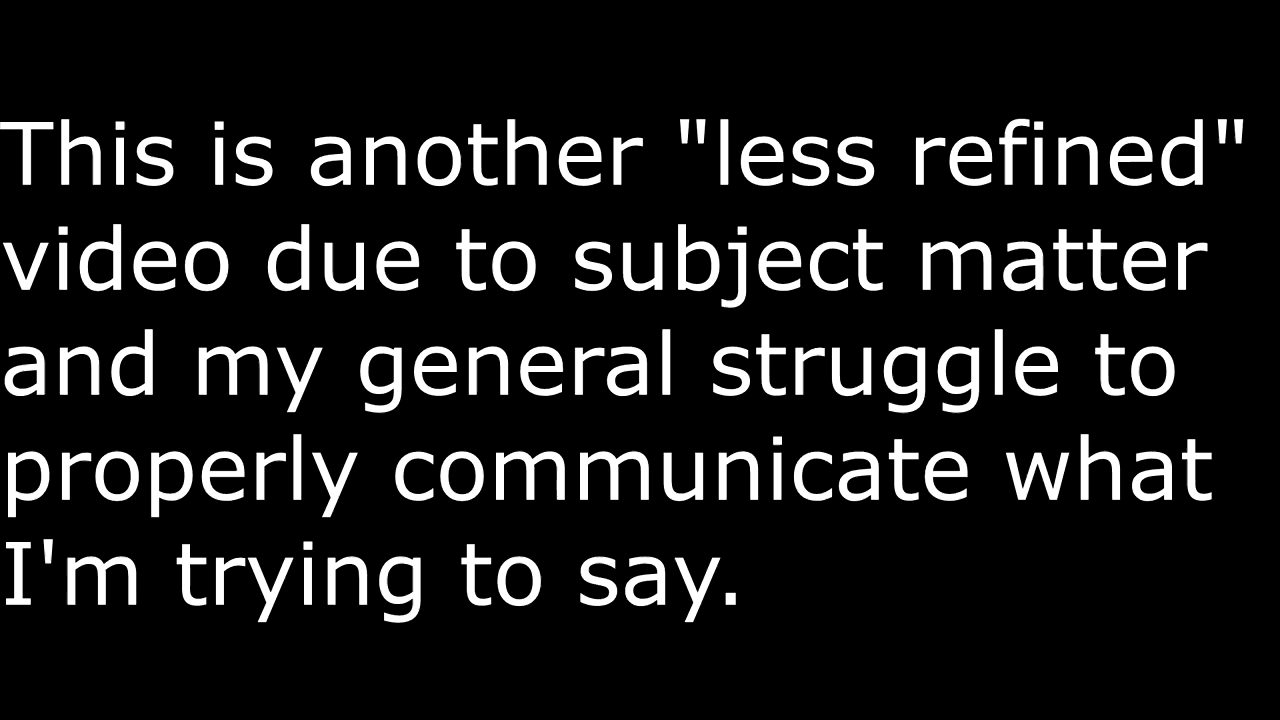 This is another "less refined"
video due to subject matter
and my general struggle to
properly communicate what
I'm trying to say.